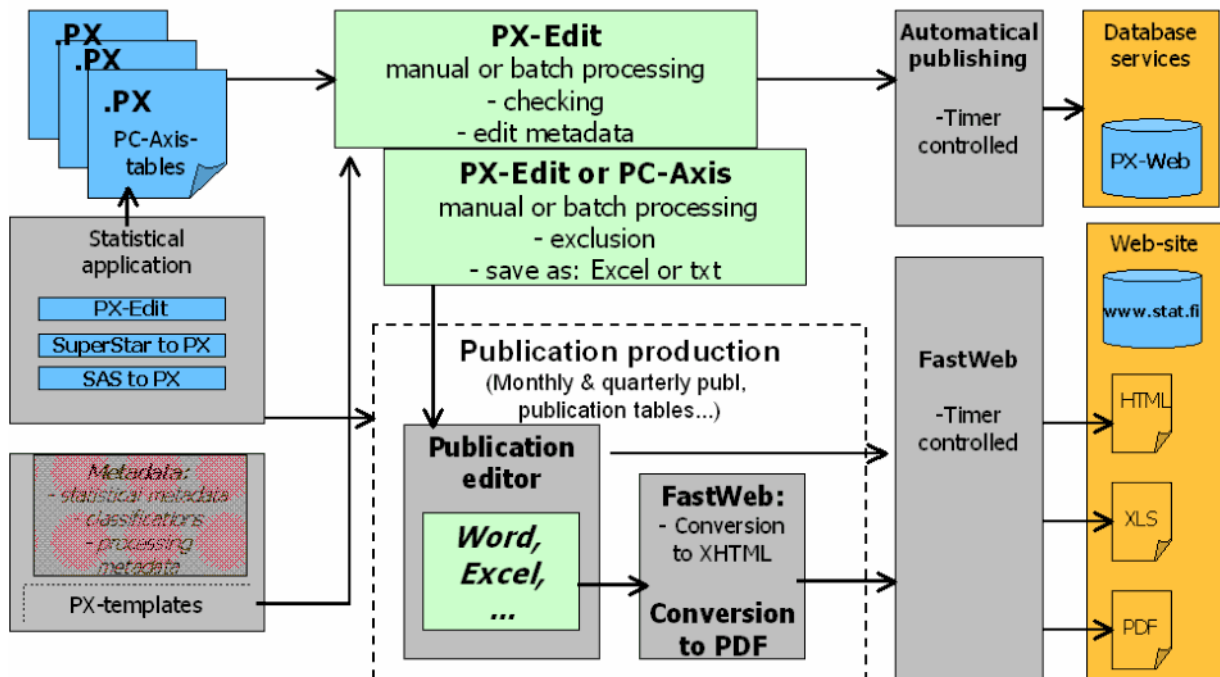 .PX
.PX
.PX
PC-Axis-
tables
PX-Edit
manual or batch processing
- checking
- edit metadata
PX-Edit or PC-Axis
manual or batch processing
- exclusion
- save as: Excel or txt
Automatical
publishing
-Timer
controlled
Database
services
PX-Web
Statistical
application
PX-Edit
SuperStar to PX
SAS to PX
Metadata:
- statistical metadata
- classifications
- processing
metadata
PX-templates
Publication production
(Monthly & quarterly publ,
publication tables...)
Publication
editor
Word,
Excel,
...
FastWeb:
- Conversion
to XHTML
Conversion
to PDF
FastWeb
-Timer
controlled
Web-site
www.stat.fi
HTML
XLS
PDF